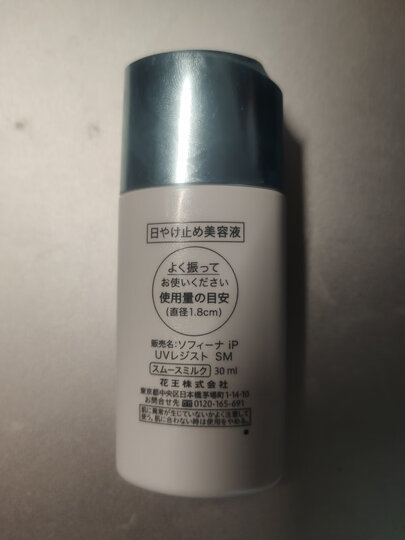 日やけ止め美容液
よく振って
お使いください
使用量の目安
(直径1.8cm)
販売名:ソフィーナ iP
UVレジスト SM
スムースミルク 30 ml
花王株式会社
東京都中央区日本橋茅場町1-14-10
お問合せ先 0120-165-691
肌に異常が生じていないかよく注意して
使う。肌に合わない時は使用をやめる。